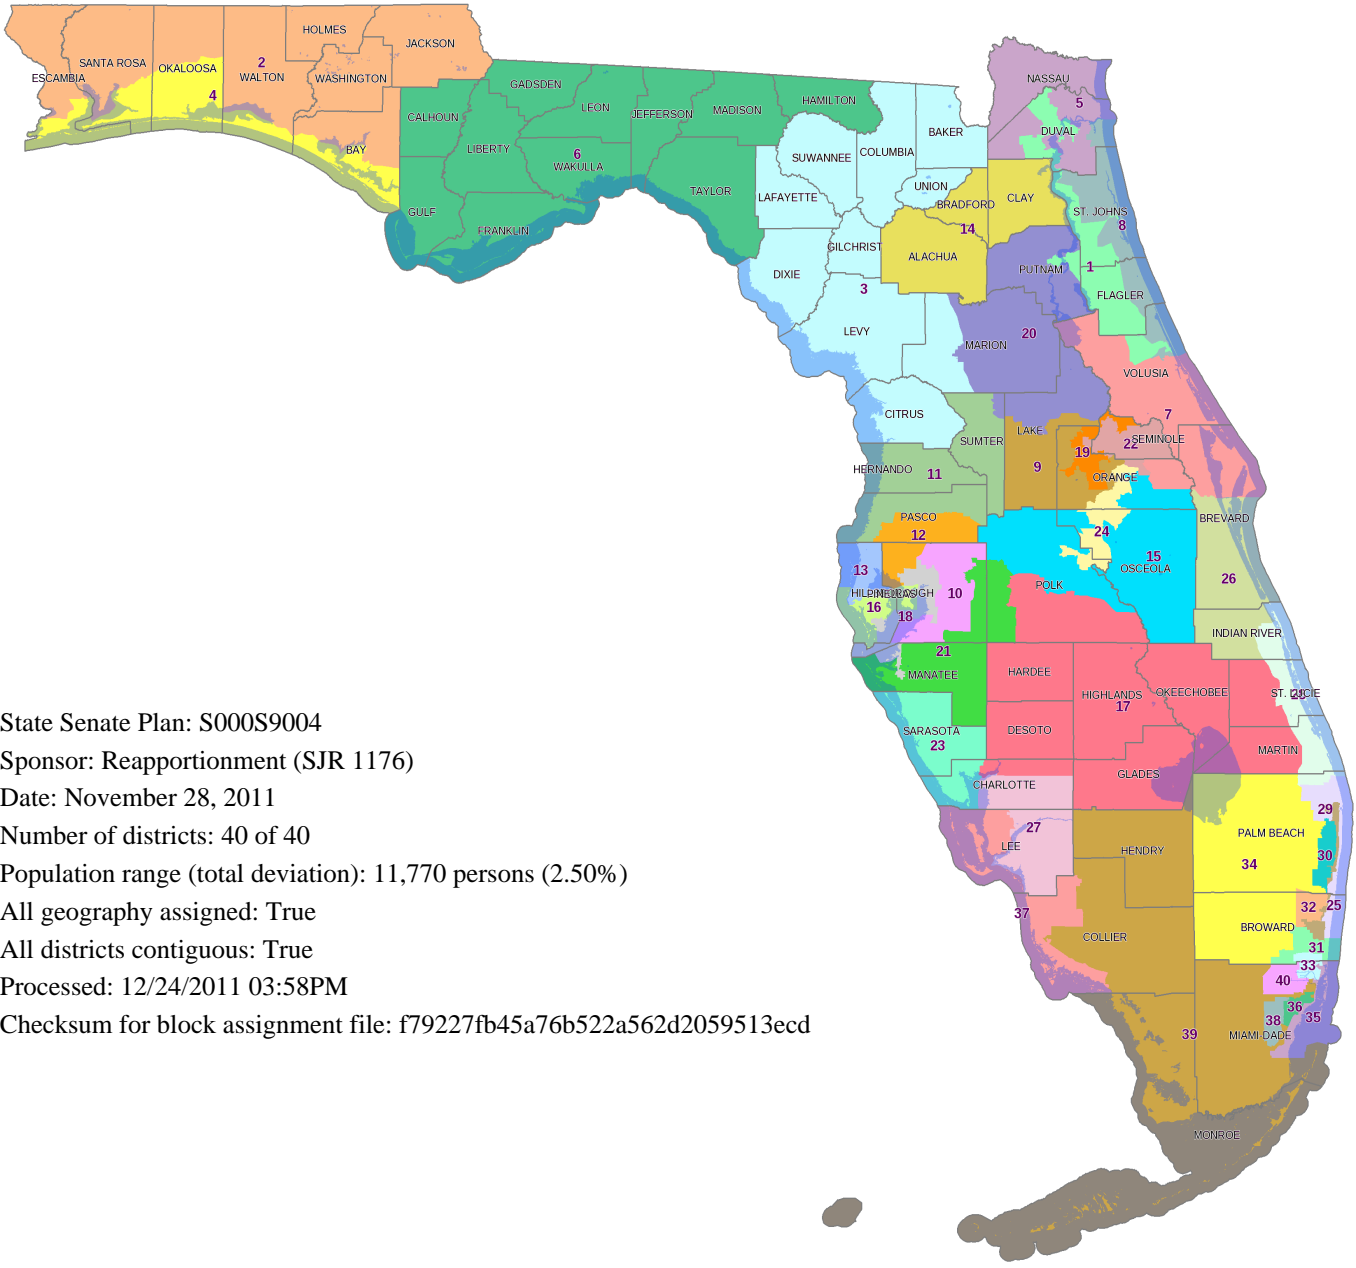 HOLMES
JACKSON
SANTA ROSA
OKALOOSA
2
WALTON
ESCAMBIA
WASHINGTON
4
BAY
GADSDEN
LEON
JEFFERSON
MADISON
HAMILTON
CALHOUN
LIBERTY
6
WAKULLA
TAYLOR
GULF
FRANKLIN
NASSAU
5
DUVAL
BAKER
COLUMBIA
SUWANNEE
UNION
LAFAYETTE
BRADFORD
CLAY
ST. JOHNS
8
14
GILCHRIST
ALACHUA
DIXIE
PUTNAM
1
3
FLAGLER
LEVY
MARION
20
VOLUSIA
7
CITRUS
LAKE
SUMTER
19
22
SEMINOLE
HERNANDO
11
9
ORANGE
PASCO
12
24
BREVARD
13
15
OSCEOLA
26
POLK
10
16
18
INDIAN RIVER
21
MANATEE
HARDEE
HIGHLANDS
OKEECHOBEE
17
SARASOTA
23
DESOTO
MARTIN
GLADES
CHARLOTTE
27
LEE
HENDRY
29
PALM BEACH
34
30
37
COLLIER
32
25
BROWARD
31
33
40
36
38
35
39
MIAMI-DADE
MONROE
State Senate Plan: S000S9004
Sponsor: Reapportionment (SJR 1176)
Date: November 28, 2011
Number of districts: 40 of 40
Population range (total deviation): 11,770 persons (2.50%)
All geography assigned: True
All districts contiguous: True
Processed: 12/24/2011 03:58PM
Checksum for block assignment file: f79227fb45a76b522a562d2059513ecd